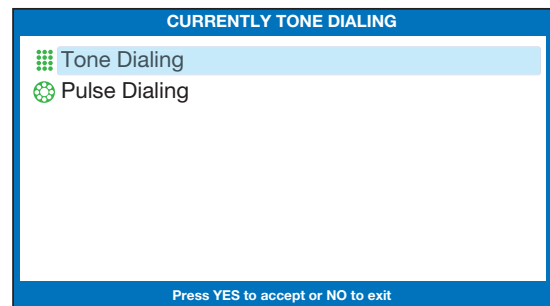 CURRENTLY TONE DIALING
Tone Dialing
Pulse Dialing
Press YES to accept or NO to exit